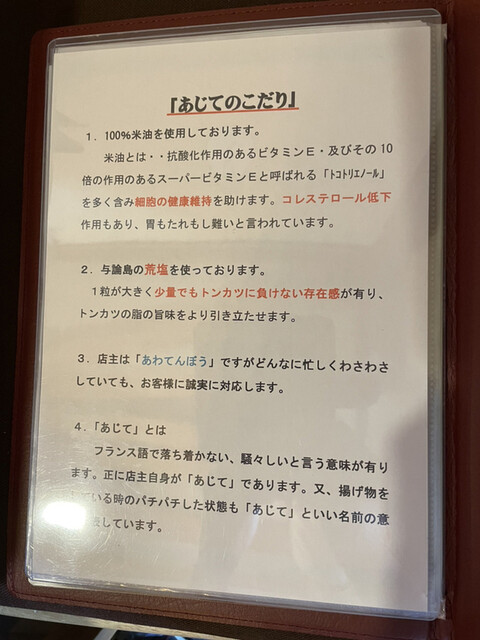 『あじてのこだり』
1．100％米油を使用しております。
米油とは・・抗酸化作用のあるビタミンE・及びその10
倍の作用のあるスーパービタミンEと呼ばれる「ﾄｺﾄﾘｴﾉｰﾙ」
を多く含み細胞の健康維持を助けます。コレステロール低下
作用もあり、胃もたれもし難いと言われています。
2．与論島の荒塩を使っております。
1粒が大きく少量でもトンカツに負けない存在感が有り、
トンカツの脂の旨味をより引き立たせます。
3．店主は「あわてんぼう」ですがどんなに忙しくわさわさ
していても、お客様に誠実に対応します。
4．「あじて」とは
フランス語で落ち着かない、騒々しいと言う意味が有り
ます。正に店主自身が「あじて」であります。又、揚げ物を
ている時のパチパチした状態も「あじて」といい名前の意
しています。